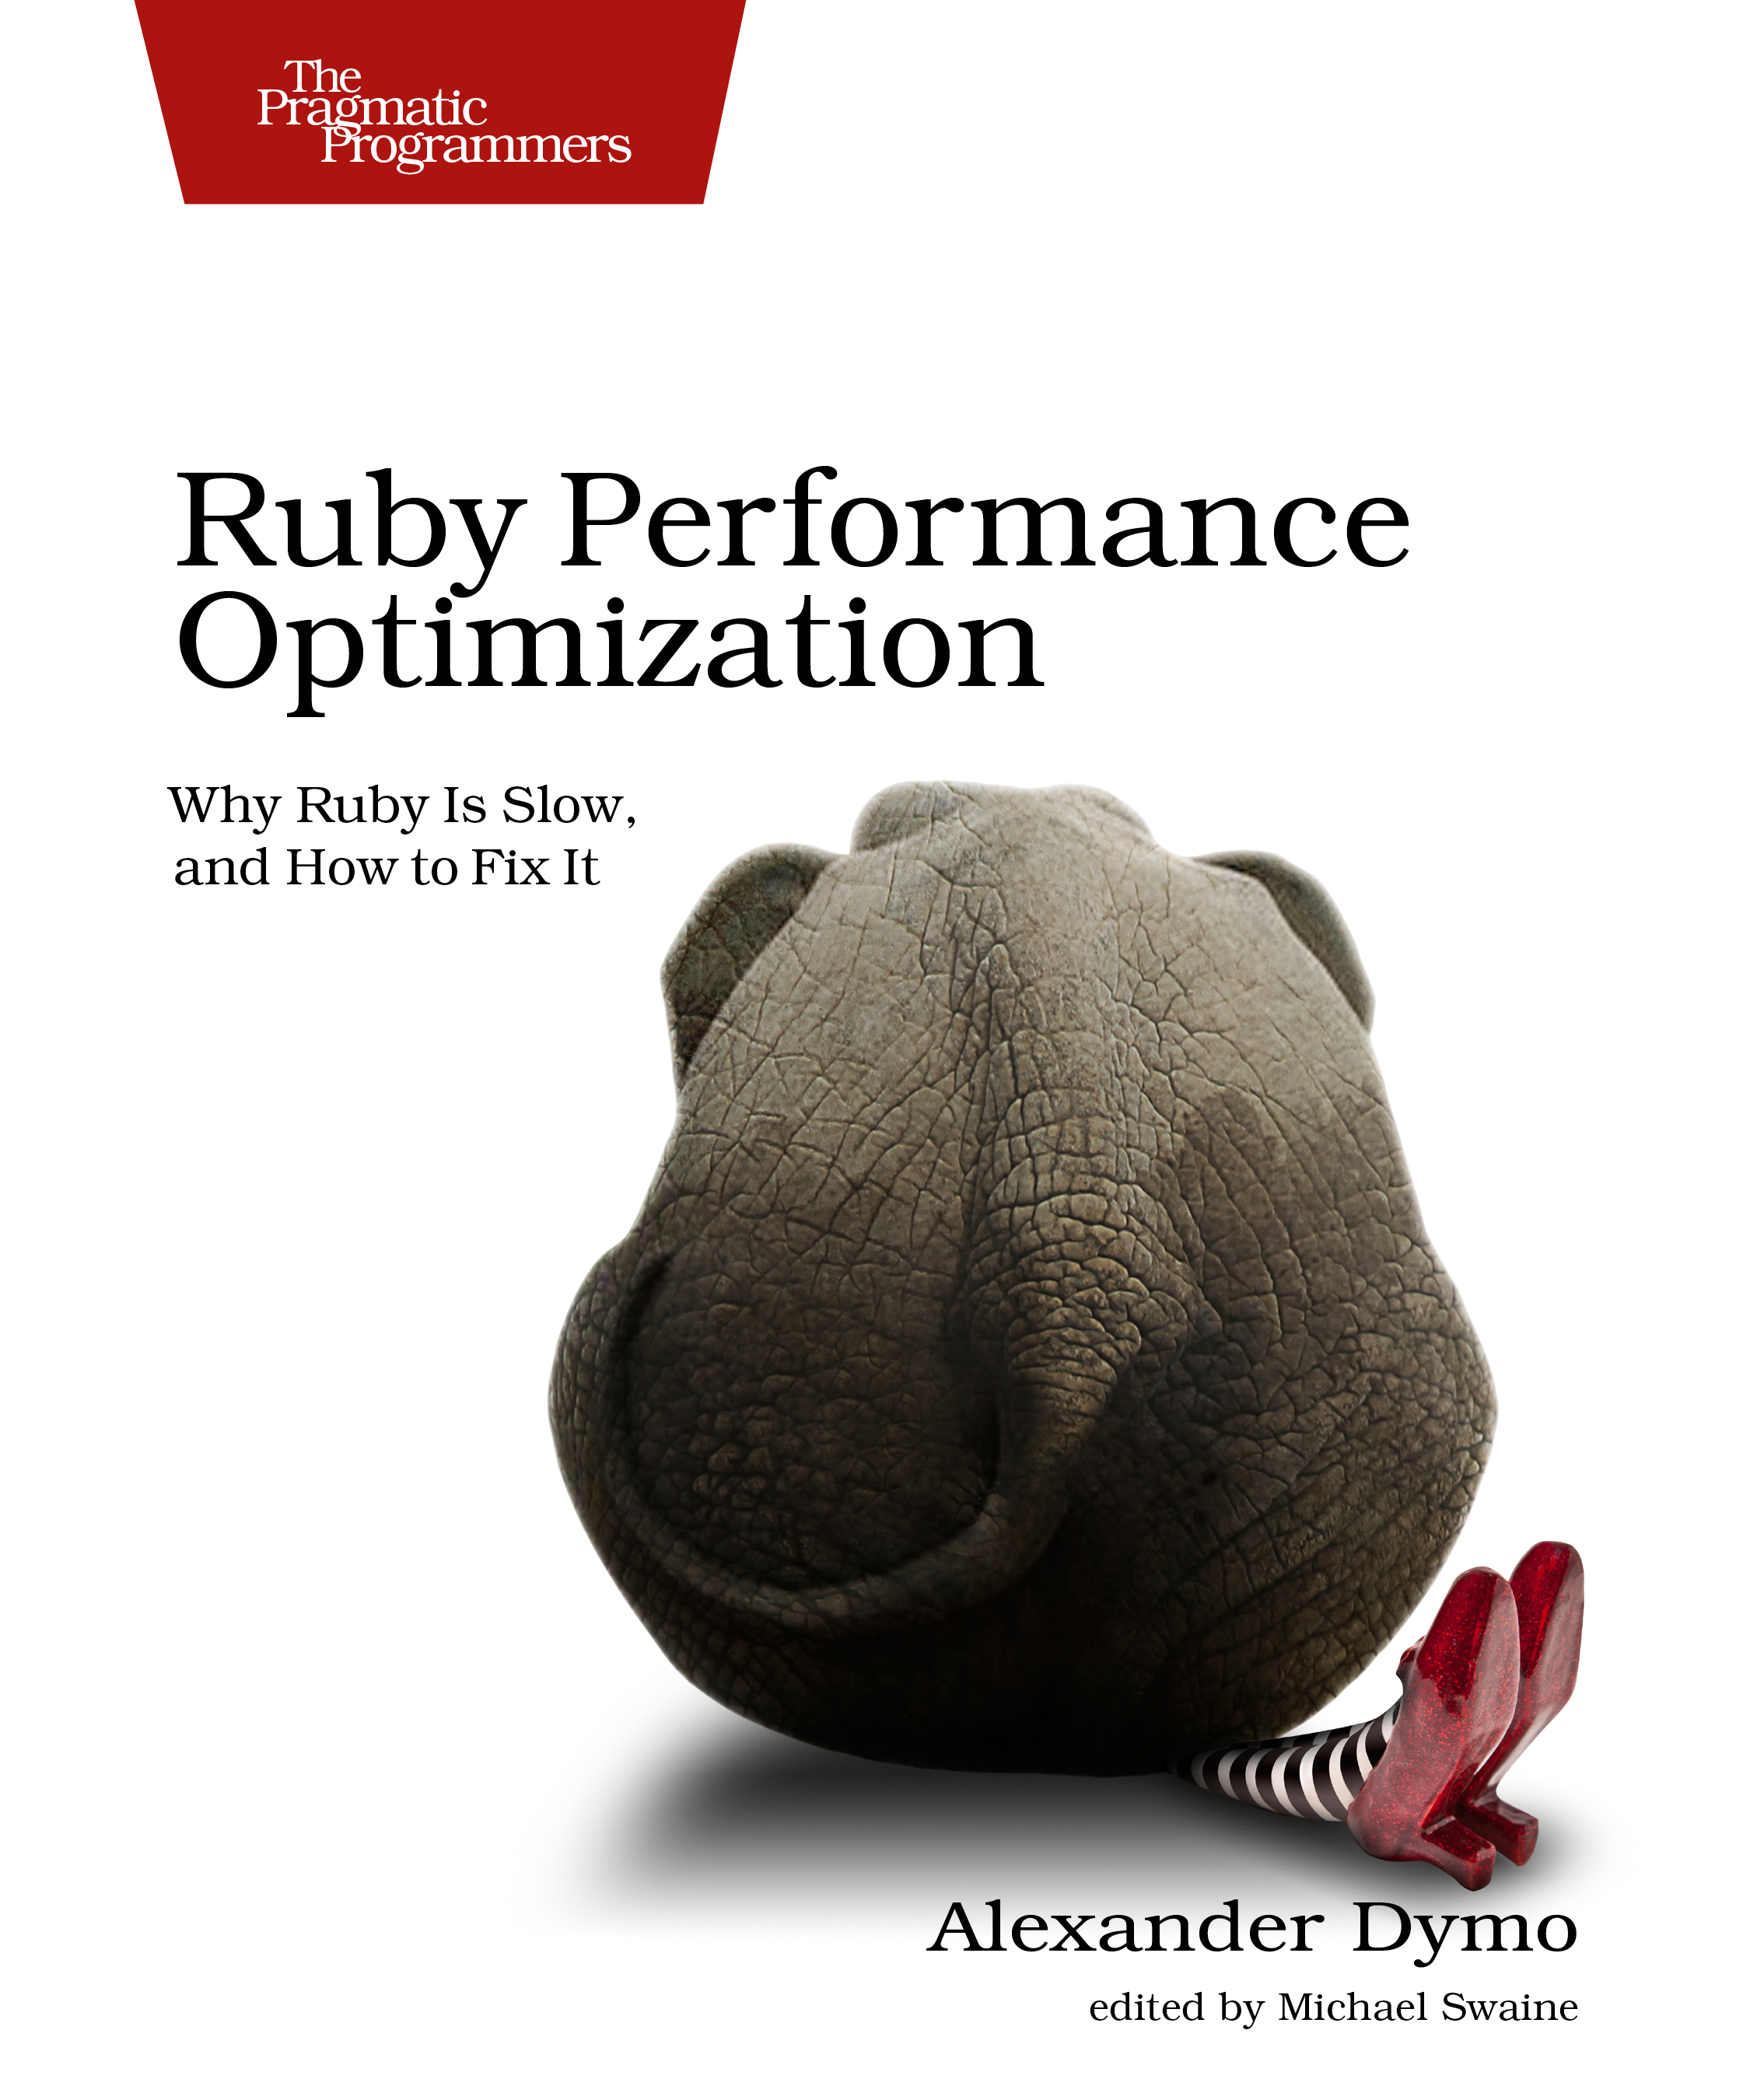 The
Pragmatic
Programmers
Ruby Performance
Optimization
Why Ruby Is Slow,
and How to Fix It
Alexander Dymo
edited by Michael Swaine